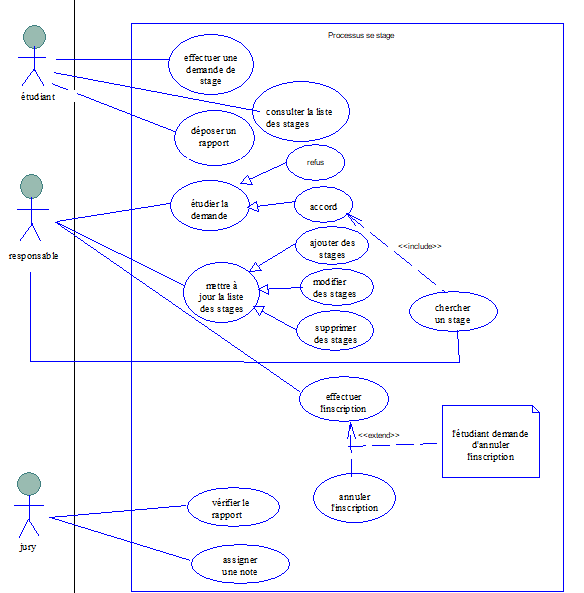 Processus se stage
effectuer une
demande de
stage
étudiant
consulter la liste
des stages
déposer un
rapport
refus
étudier la
demande
accord
responsable
ajouter des
stages
<<include>>
mettre à
jour la liste
des stages
modifier
des stages
chercher
un stage
supprimer
des stages
effectuer
l'inscription
<<extend>>
l'étudiant demande
d'annuler
l'inscription
annuler
l'inscription
vérifier le
rapport
jury
assigner
une note